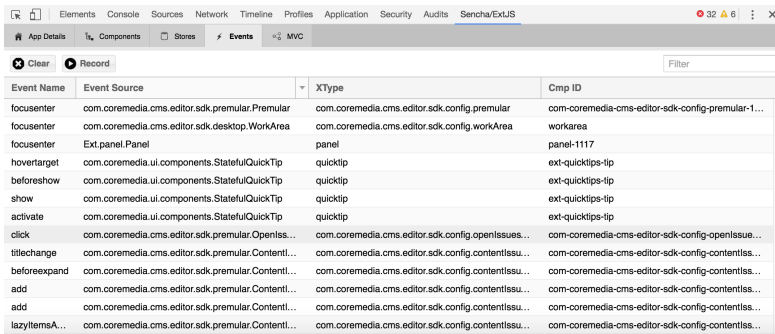 Elements Console Sources Network Timeline Profiles Application Security Audits Sencha/ExtJS 32 6
App Details Components Stores Events MVC
Clear Record Filter
Event Name Event Source XType Cmp ID
focusenter com.coremedia.cms.editor.sdk.premular.Premular com.coremedia.cms.editor.sdk.config.premular com-coremedia-cms-editor-sdk-config-premular-1...
focusenter com.coremedia.cms.editor.sdk.desktop.WorkArea com.coremedia.cms.editor.sdk.config.workArea workarea
focusenter Ext.panel.Panel panel panel-1117
hovertarget com.coremedia.ui.components.StatefulQuickTip quicktip ext-quicktips-tip
beforeshow com.coremedia.ui.components.StatefulQuickTip quicktip ext-quicktips-tip
show com.coremedia.ui.components.StatefulQuickTip quicktip ext-quicktips-tip
activate com.coremedia.ui.components.StatefulQuickTip quicktip ext-quicktips-tip
click com.coremedia.cms.editor.sdk.premular.OpenIss... com.coremedia.cms.editor.sdk.config.openIssues... com-coremedia-cms-editor-sdk-config-openIssue...
titlechange com.coremedia.cms.editor.sdk.premular.ContentI... com.coremedia.cms.editor.sdk.config.contentIssu... com-coremedia-cms-editor-sdk-config-contentIssu...
beforeexpand com.coremedia.cms.editor.sdk.premular.ContentI... com.coremedia.cms.editor.sdk.config.contentIssu... com-coremedia-cms-editor-sdk-config-contentIssu...
add com.coremedia.cms.editor.sdk.premular.ContentI... com.coremedia.cms.editor.sdk.config.contentIssu... com-coremedia-cms-editor-sdk-config-contentIssu...
add com.coremedia.cms.editor.sdk.premular.ContentI... com.coremedia.cms.editor.sdk.config.contentIssu... com-coremedia-cms-editor-sdk-config-contentIssu...
lazyItemsA... com.coremedia.cms.editor.sdk.premular.ContentI... com.coremedia.cms.editor.sdk.config.contentIssu... com-coremedia-cms-editor-sdk-config-contentIssu...